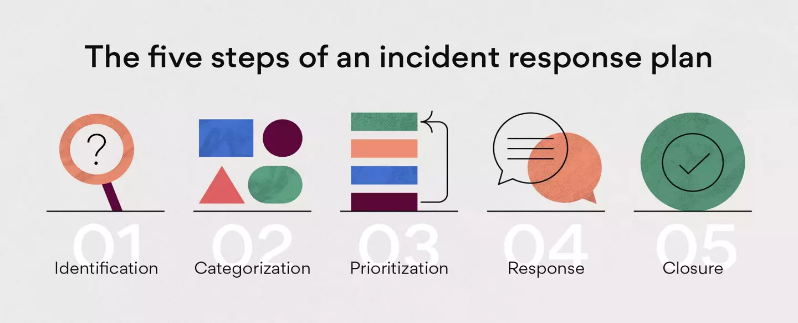 The five steps of an incident response plan
?
01
Identification
02
Categorization
03
Prioritization
04
Response
05
Closure